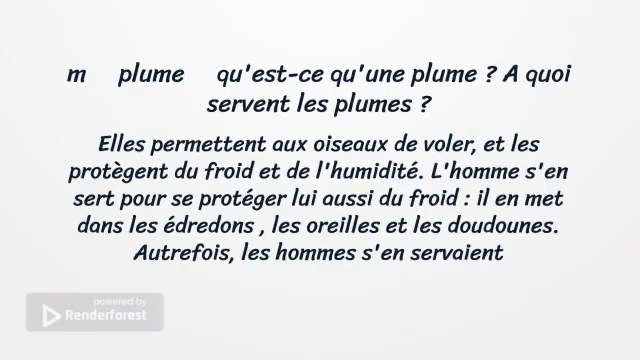 m plume qu'est-ce qu'une plume ? A quoi
servent les plumes ?
Elles permettent aux oiseaux de voler, et les
protègent du froid et de l'humidité. L'homme s'en
sert pour se protéger lui aussi du froid : il en met
dans les édredons , les oreilles et les doudounes.
Autrefois, les hommes s'en servaient
powered by
Renderforest